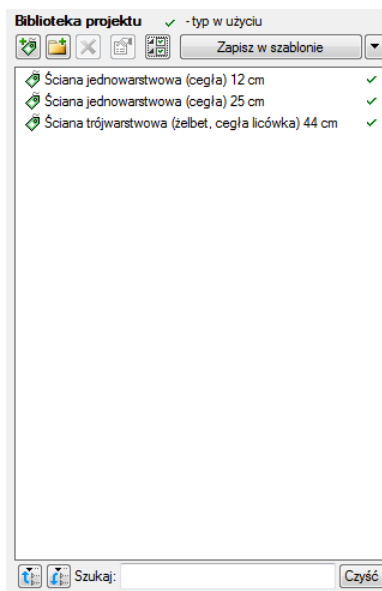 Biblioteka projektu - typ w użyciu
Zapisz w szablonie
Ściana jednowarstwowa (cegła) 12 cm
Ściana jednowarstwowa (cegła) 25 cm
Ściana trójwarstwowa (żelbet, cegła licówka) 44 cm
Szukaj: Czyść